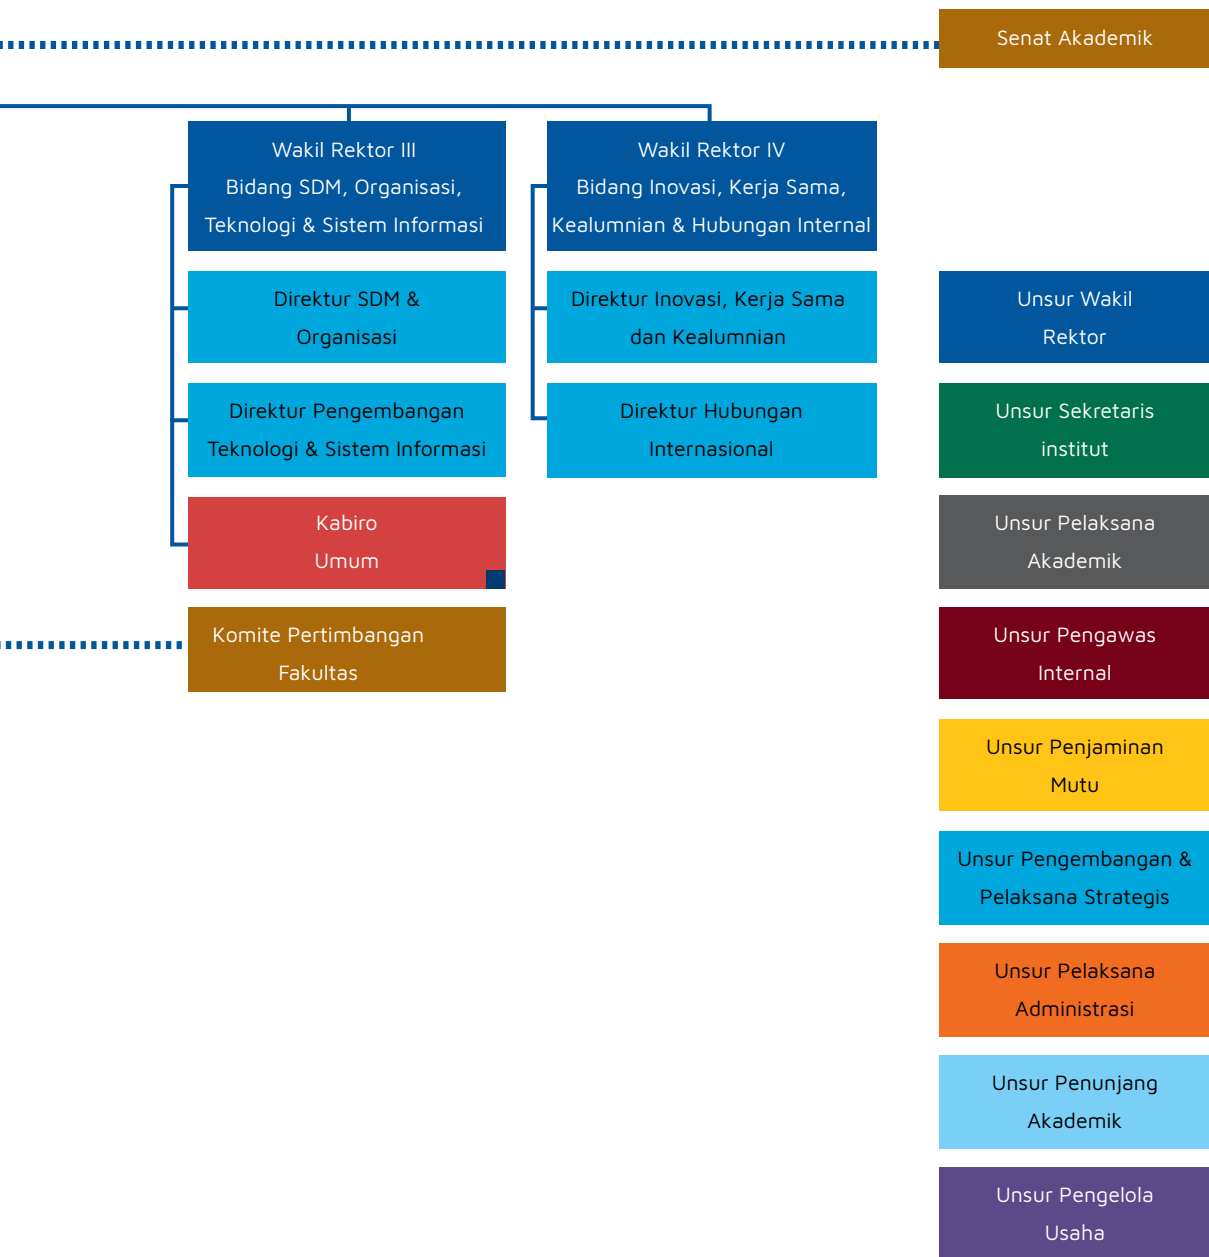 Senat Akademik
Wakil Rektor III
Bidang SDM, Organisasi,
Teknologi & Sistem Informasi
Wakil Rektor IV
Bidang Inovasi, Kerja Sama,
Kealumnian & Hubungan Internal
Direktur SDM &
Organisasi
Direktur Inovasi, Kerja Sama
dan Kealumnian
Direktur Pengembangan
Teknologi & Sistem Informasi
Direktur Hubungan
Internasional
Kabiro
Umum
Komite Pertimbangan
Fakultas
Unsur Wakil
Rektor
Unsur Sekretaris
institut
Unsur Pelaksana
Akademik
Unsur Pengawas
Internal
Unsur Penjaminan
Mutu
Unsur Pengembangan &
Pelaksana Strategis
Unsur Pelaksana
Administrasi
Unsur Penunjang
Akademik
Unsur Pengelola
Usaha